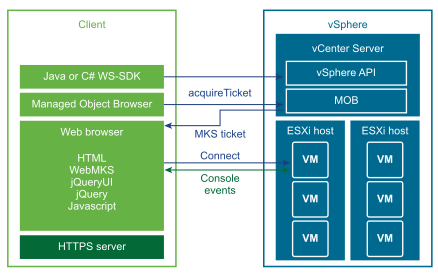 Client
Java or C# WS-SDK
Managed Object Browser
Web browser
HTML
WebMKS
jQueryUI
jQuery
Javascript
HTTPS server
acquireTicket
MKS ticket
Connect
Console
events
vSphere
vCenter Server
vSphere API
MOB
ESXi host
VM
VM
VM
ESXi host
VM
VM
VM